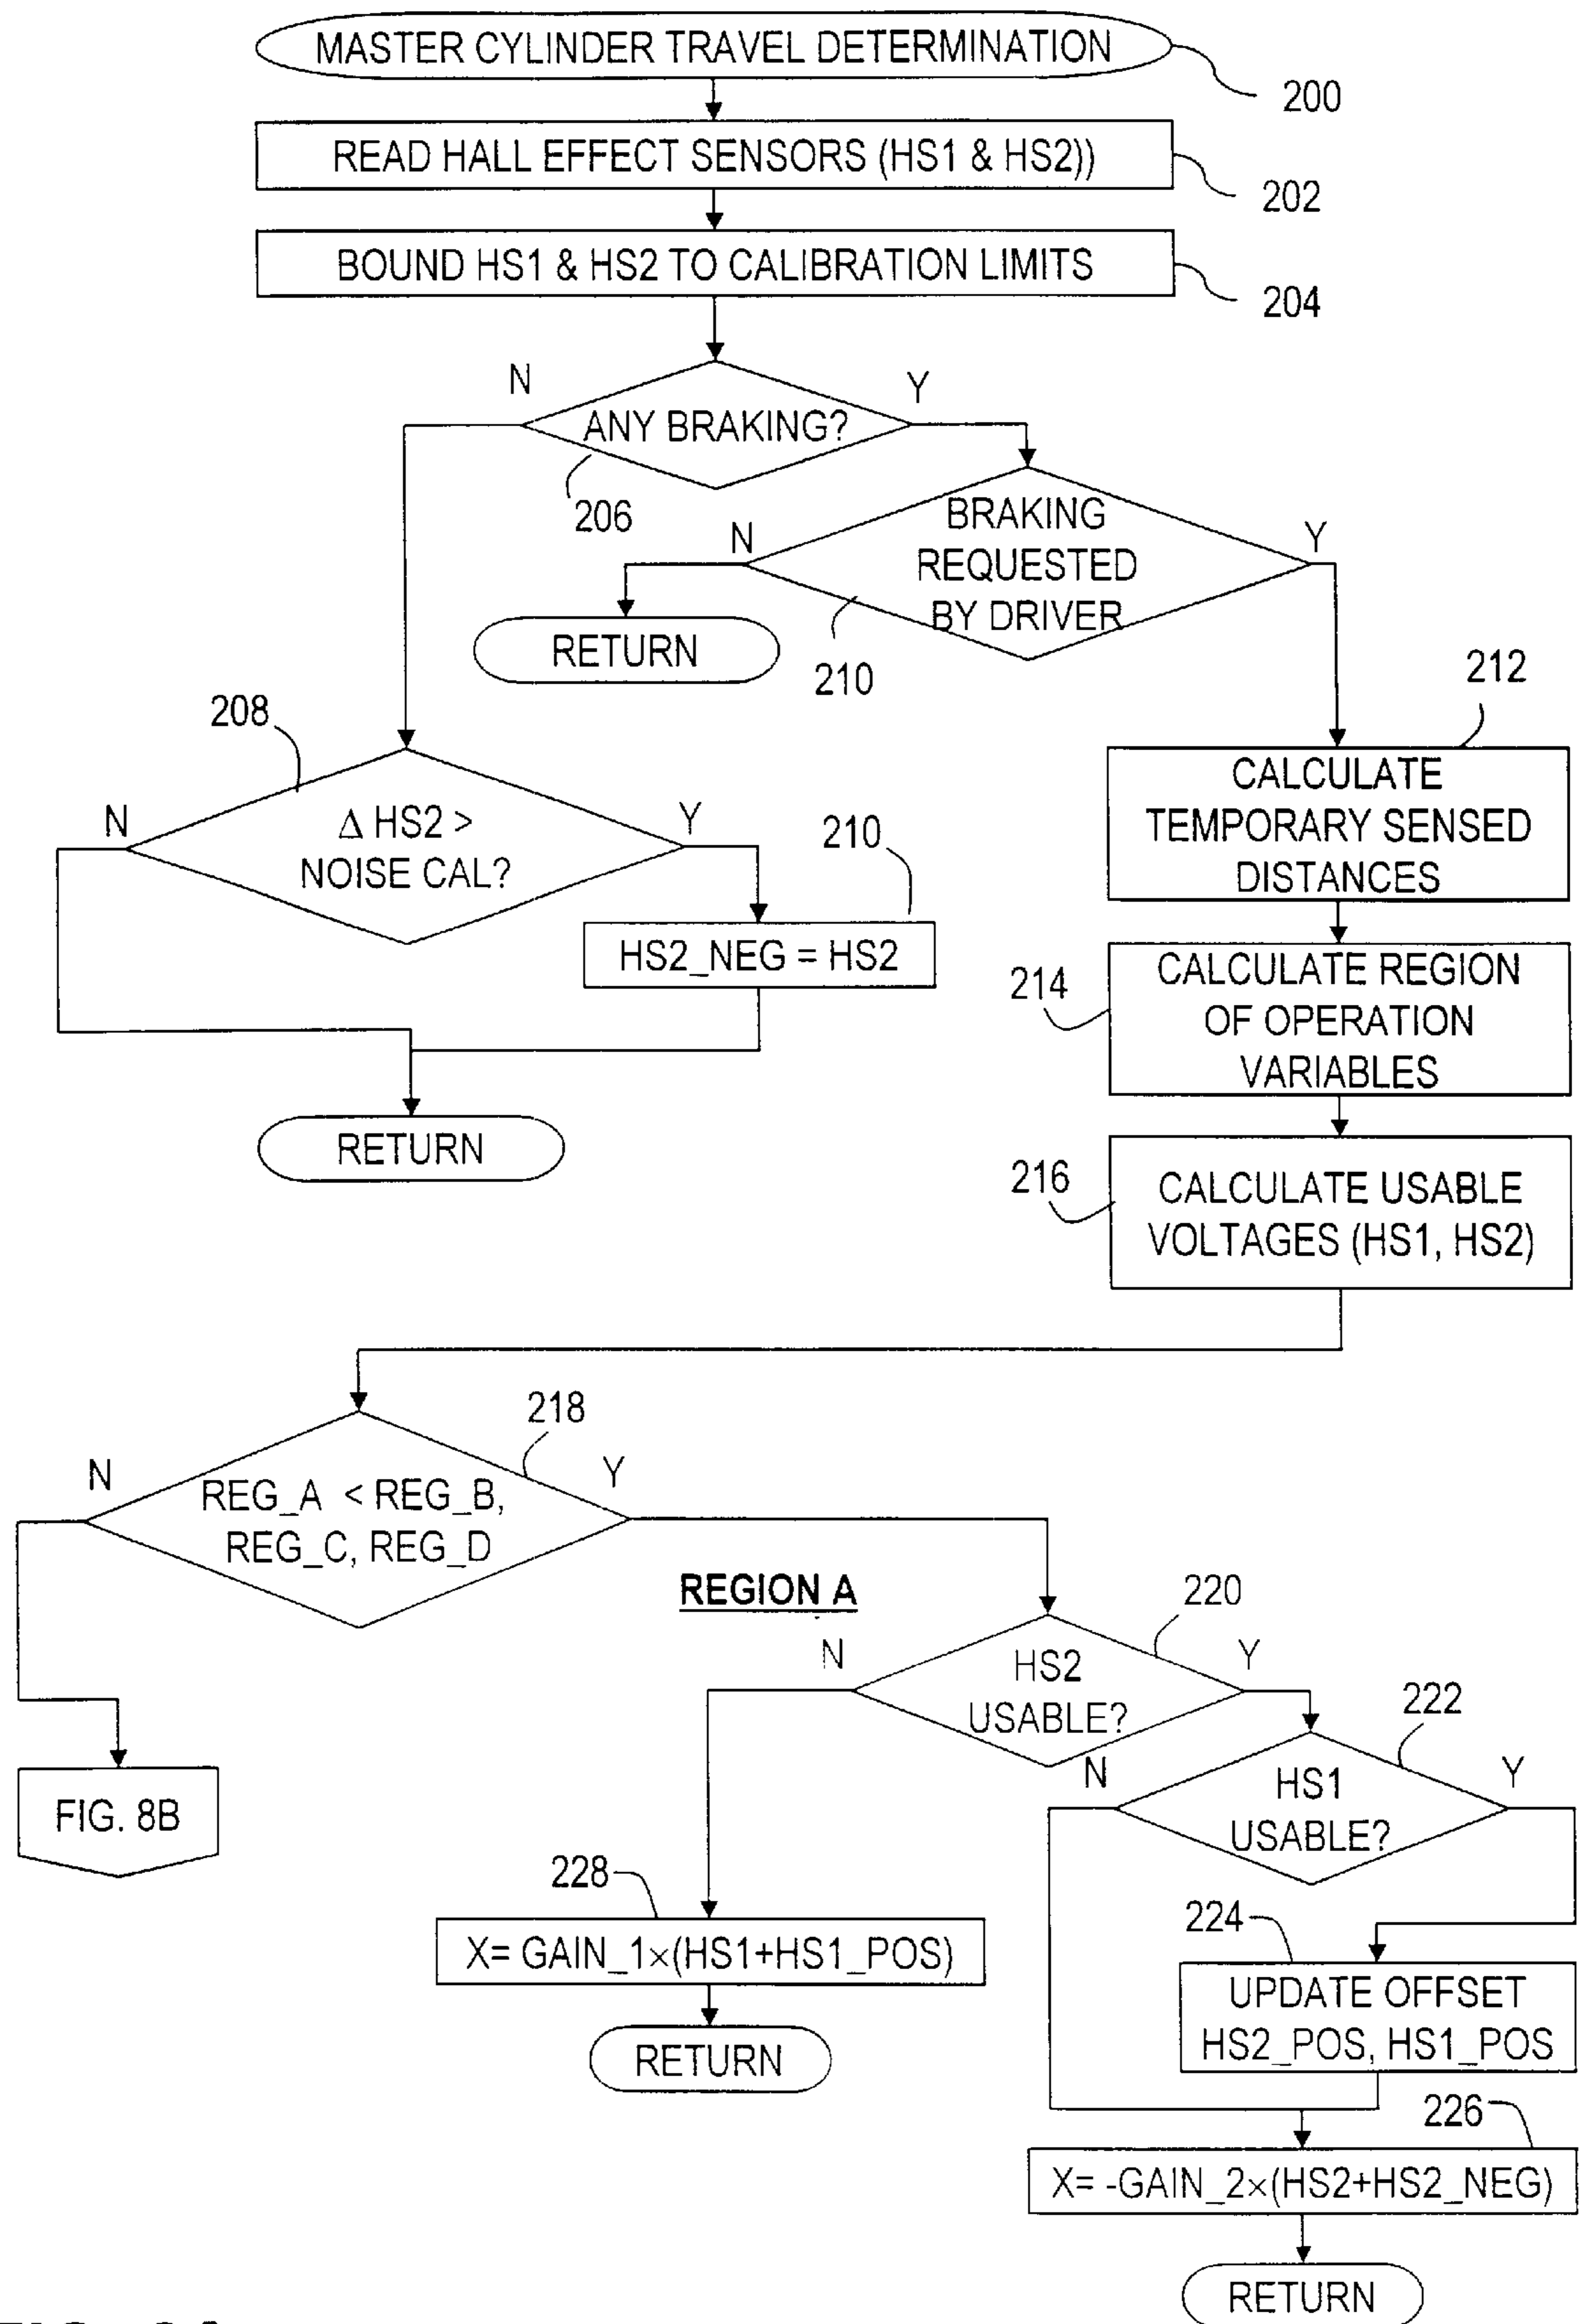 MASTER CYLINDER TRAVEL DETERMINATION
200
READ HALL EFFECT SENSORS (HS1 & HS2))
202
BOUND HS1 & HS2 TO CALIBRATION LIMITS
204
N
Y
ANY BRAKING?
206
BRAKING
REQUESTED
BY DRIVER
N
Y
210
RETURN
212
208
CALCULATE
TEMPORARY SENSED
DISTANCES
N
Y
Δ HS2 >
NOISE CAL?
210
HS2_NEG = HS2
214
CALCULATE REGION
OF OPERATION
VARIABLES
RETURN
216
CALCULATE USABLE
VOLTAGES (HS1, HS2)
218
N
Y
REG_A < REG_B,
REG_C, REG_D
REGION A
220
N
Y
HS2
USABLE?
222
N
Y
HS1
USABLE?
FIG. 8B
228
X= GAIN_1×(HS1+HS1_POS)
224
UPDATE OFFSET
HS2_POS, HS1_POS
RETURN
226
X= -GAIN_2×(HS2+HS2_NEG)
RETURN